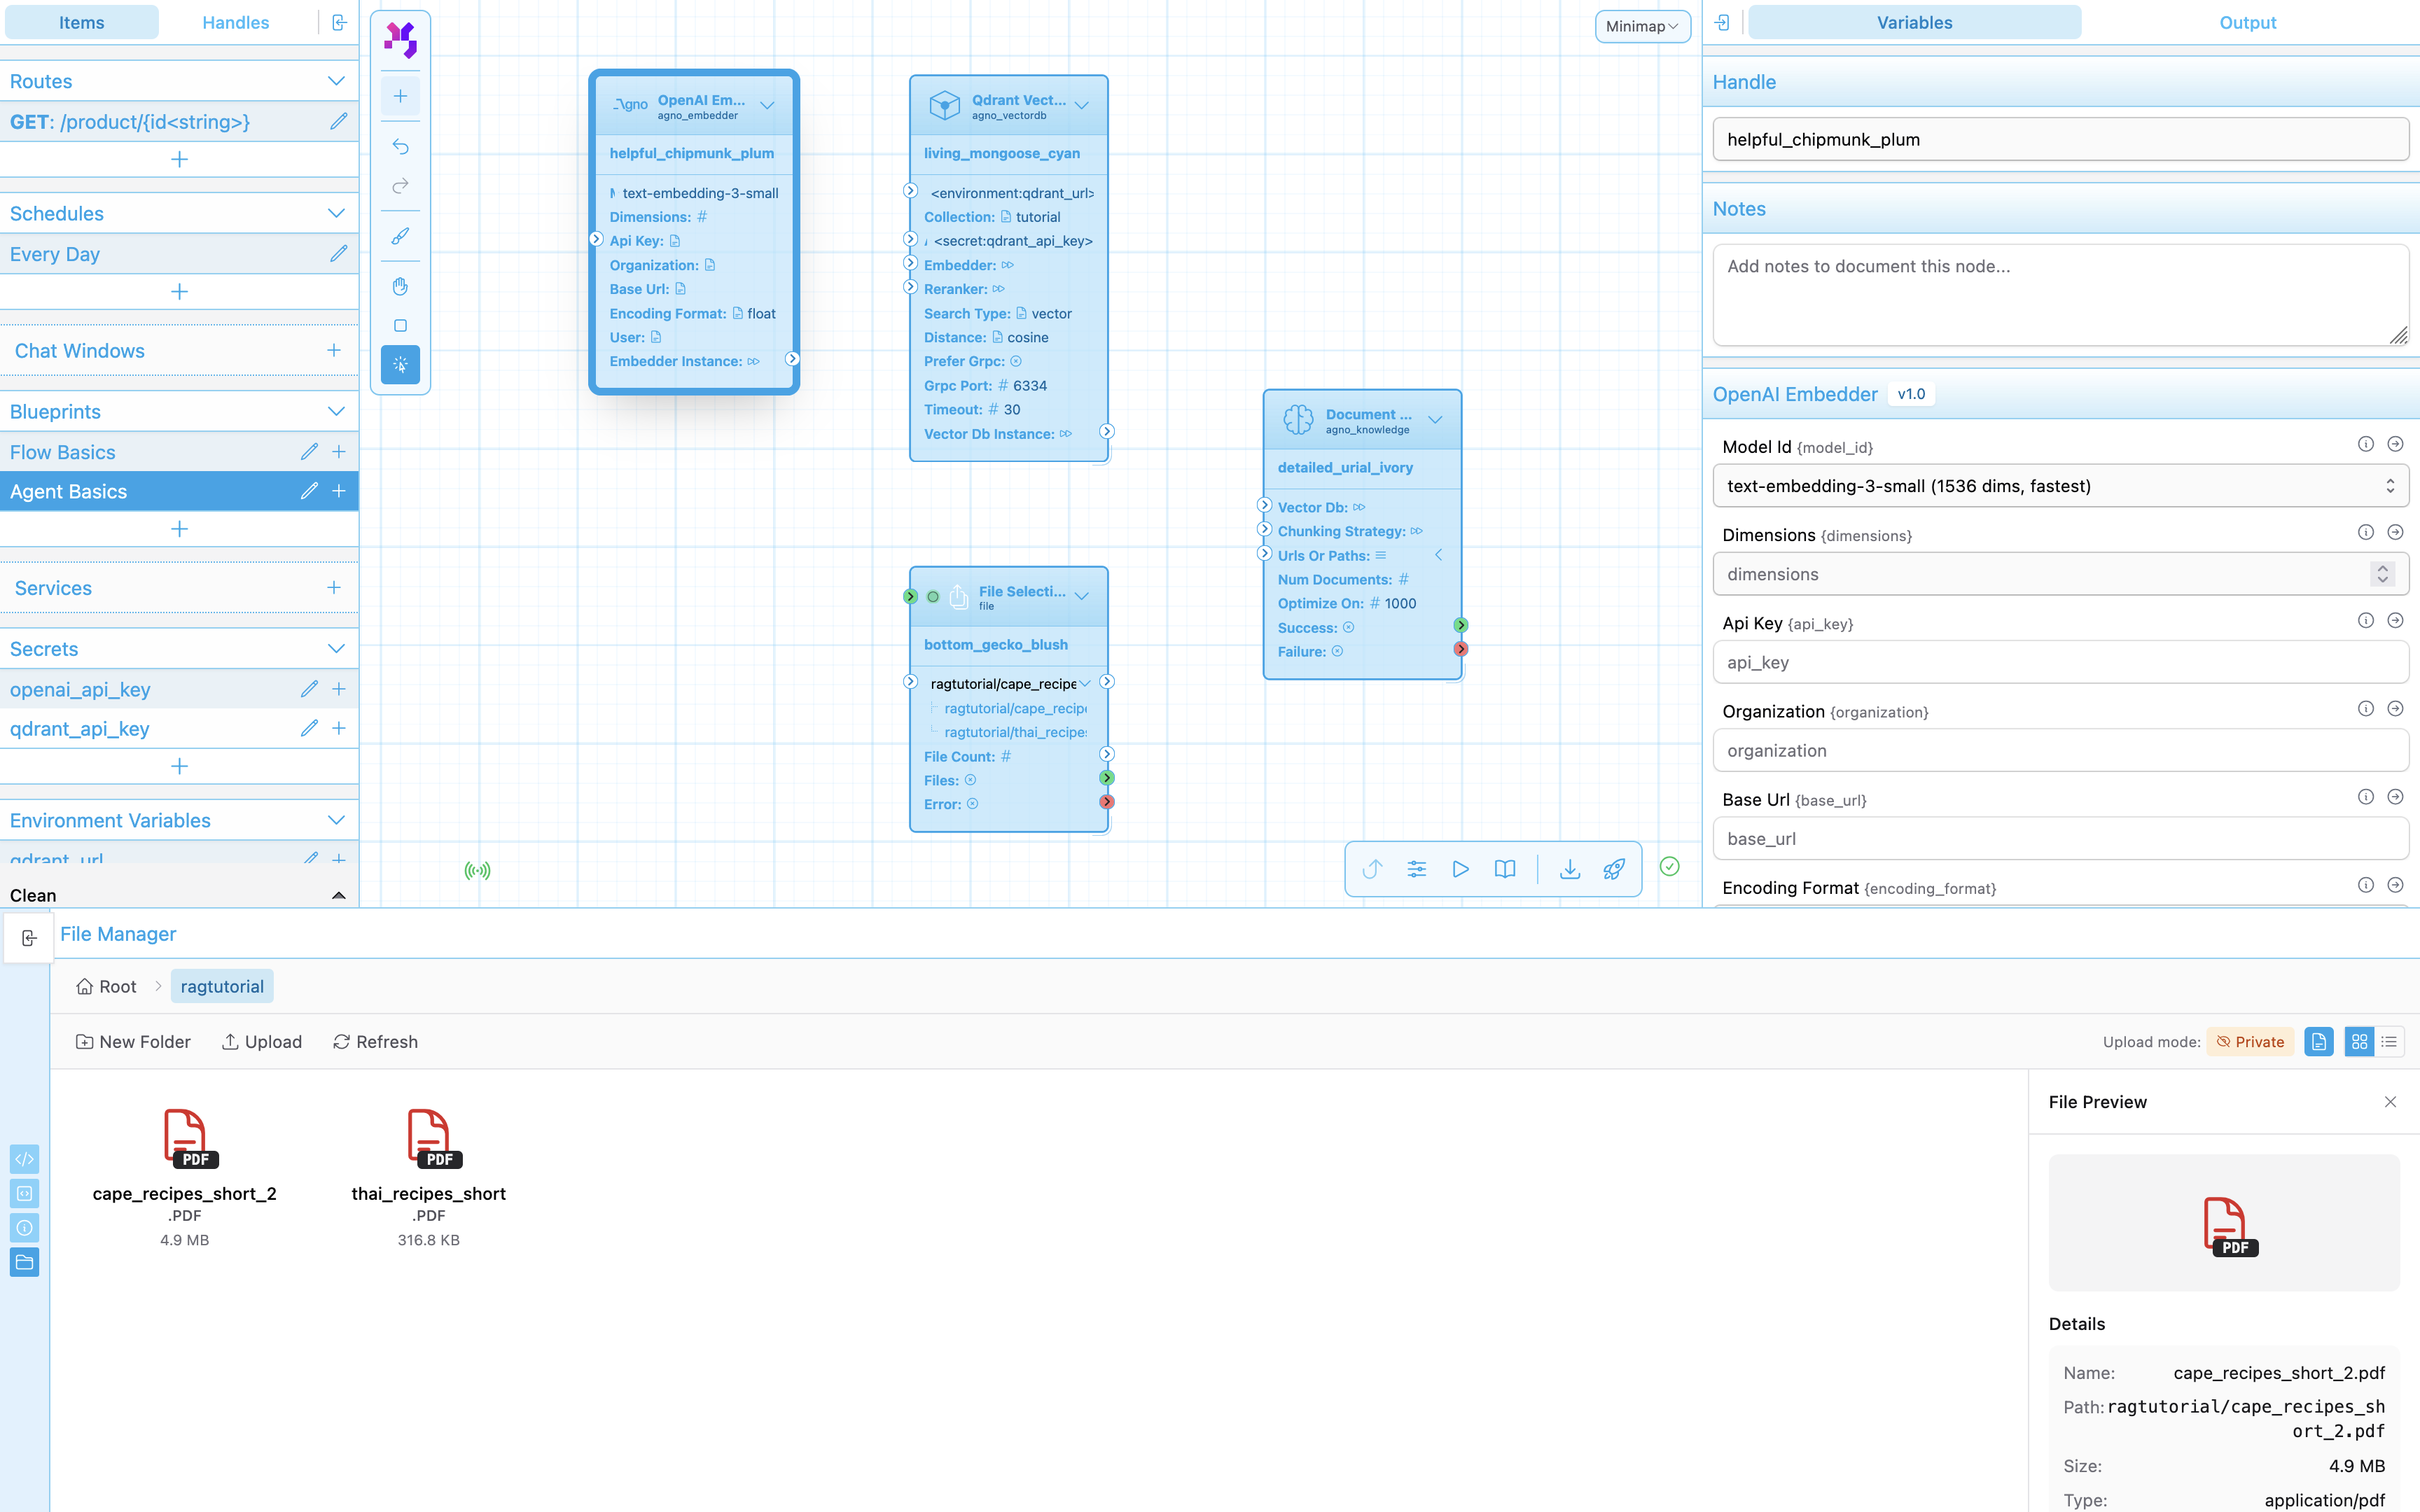 Items
Handles
Routes
GET: /product/{id<string>}
Schedules
Every Day
Chat Windows
Blueprints
Flow Basics
Agent Basics
Services
Secrets
openai_api_key
qdrant_api_key
Environment Variables
qdrant_url
Clean
Minimap
gno
OpenAI Em...
agno_embedder
helpful_chipmunk_plum
text-embedding-3-small
Dimensions: #
Api Key:
Organization:
Base Url:
Encoding Format: float
User:
Embedder Instance:
Qdrant Vect...
agno_vectordb
living_mongoose_cyan
<environment:qdrant_url>
Collection: tutorial
<secret:qdrant_api_key>
Embedder:
Reranker:
Search Type: vector
Distance: cosine
Prefer Grpc:
Grpc Port: # 6334
Timeout: # 30
Vector Db Instance:
File Selecti...
file
bottom_gecko_blush
ragtutorial/cape_recipe
ragtutorial/cape_recipe
ragtutorial/thai_recipes
File Count: #
Files:
Error:
Document ...
agno_knowledge
detailed_urial_ivory
Vector Db:
Chunking Strategy:
Urls Or Paths:
Num Documents: #
Optimize On: # 1000
Success:
Failure:
Variables
Output
Handle
helpful_chipmunk_plum
Notes
Add notes to document this node...
OpenAI Embedder v1.0
Model Id {model_id}
text-embedding-3-small (1536 dims, fastest)
Dimensions {dimensions}
dimensions
Api Key {api_key}
api_key
Organization {organization}
organization
Base Url {base_url}
base_url
Encoding Format {encoding_format}
File Manager
Root
ragtutorial
New Folder
Upload
Refresh
Upload mode: Private
PDF
cape_recipes_short_2
.PDF
4.9 MB
PDF
thai_recipes_short
.PDF
316.8 KB
File Preview
PDF
Details
Name: cape_recipes_short_2.pdf
Path: ragtutorial/cape_recipes_sh
ort_2.pdf
Size: 4.9 MB
Type: application/pdf